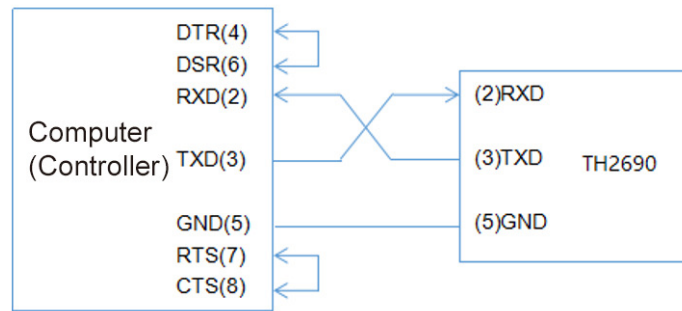 DTR(4)
DSR(6)
RXD(2)
Computer
(Controller)
TXD(3)
GND(5)
RTS(7)
CTS(8)
(2)RXD
(3)TXD
TH2690
(5)GND